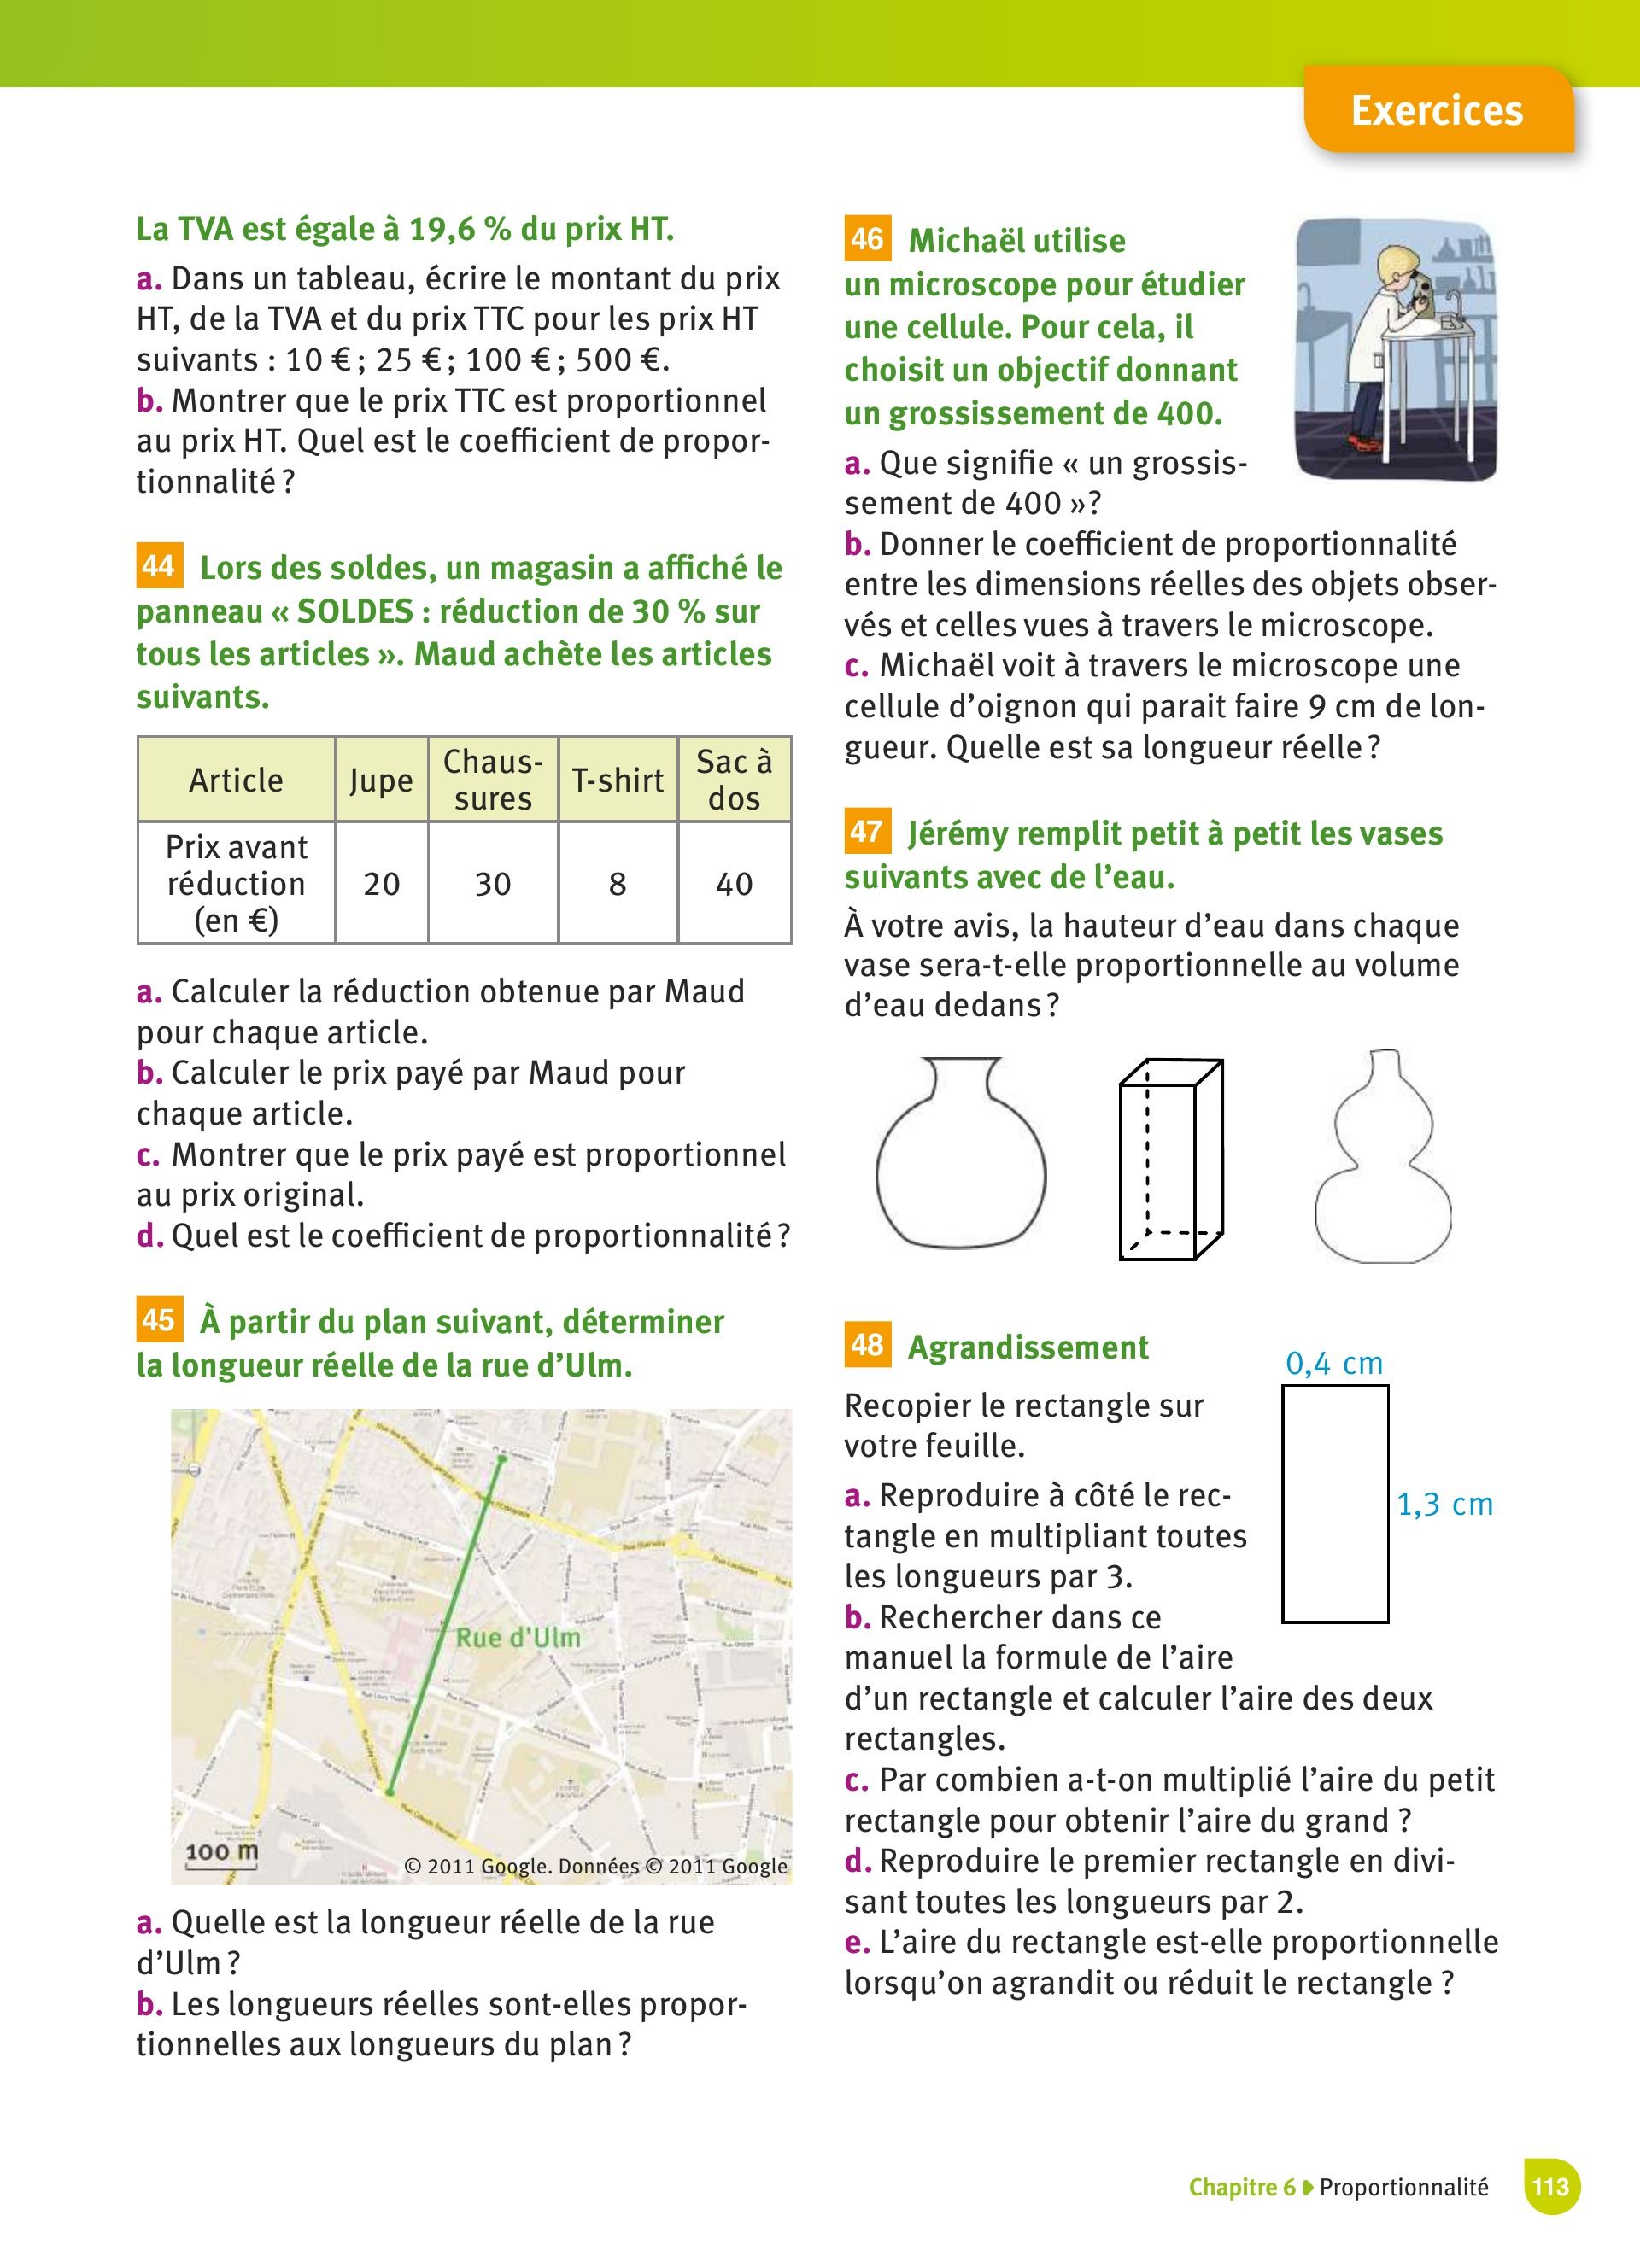 Exercices
La TVA est égale à 19,6 % du prix HT.
a. Dans un tableau, écrire le montant du prix
HT, de la TVA et du prix TTC pour les prix HT
suivants : 10 € ; 25 € ; 100 € ; 500 €.
b. Montrer que le prix TTC est proportionnel
au prix HT. Quel est le coefficient de propor-
tionnalité ?
44 Lors des soldes, un magasin a affiché le
panneau « SOLDES : réduction de 30 % sur
tous les articles ». Maud achète les articles
suivants.
Article Jupe Chaus-sures T-shirt Sac à dos
Prix avant réduction (en €) 20 30 8 40
a. Calculer la réduction obtenue par Maud
pour chaque article.
b. Calculer le prix payé par Maud pour
chaque article.
c. Montrer que le prix payé est proportionnel
au prix original.
d. Quel est le coefficient de proportionnalité ?
45 À partir du plan suivant, déterminer
la longueur réelle de la rue d'Ulm.
Rue d'Ulm
100 m
© 2011 Google. Données © 2011 Google
a. Quelle est la longueur réelle de la rue
d'Ulm ?
b. Les longueurs réelles sont-elles propor-
tionnelles aux longueurs du plan ?
46 Michaël utilise
un microscope pour étudier
une cellule. Pour cela, il
choisit un objectif donnant
un grossissement de 400.
a. Que signifie « un grossis-
sement de 400 » ?
b. Donner le coefficient de proportionnalité
entre les dimensions réelles des objets obser-
vés et celles vues à travers le microscope.
c. Michaël voit à travers le microscope une
cellule d'oignon qui parait faire 9 cm de lon-
gueur. Quelle est sa longueur réelle ?
47 Jérémy remplit petit à petit les vases
suivants avec de l'eau.
À votre avis, la hauteur d'eau dans chaque
vase sera-t-elle proportionnelle au volume
d'eau dedans ?
48 Agrandissement
0,4 cm
1,3 cm
Recopier le rectangle sur
votre feuille.
a. Reproduire à côté le rec-
tangle en multipliant toutes
les longueurs par 3.
b. Rechercher dans ce
manuel la formule de l'aire
d'un rectangle et calculer l'aire des deux
rectangles.
c. Par combien a-t-on multiplié l'aire du petit
rectangle pour obtenir l'aire du grand ?
d. Reproduire le premier rectangle en divi-
sant toutes les longueurs par 2.
e. L'aire du rectangle est-elle proportionnelle
lorsqu'on agrandit ou réduit le rectangle ?
Chapitre 6 Proportionnalité 113